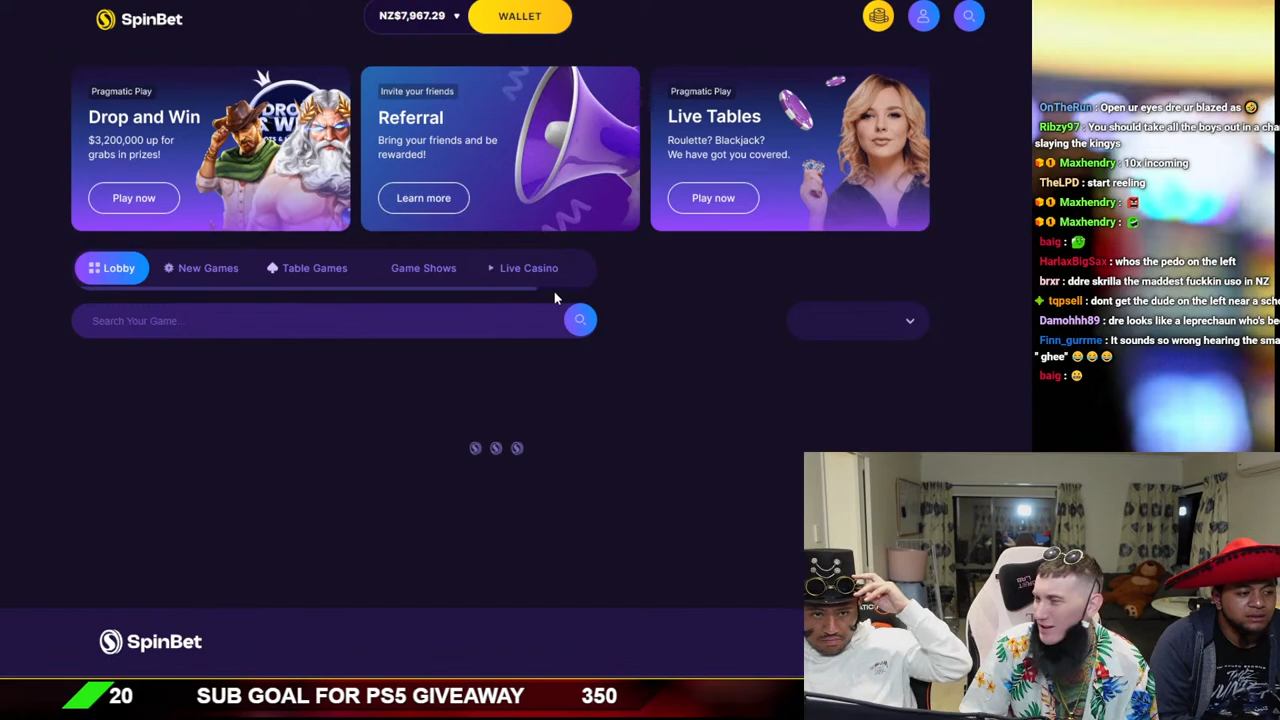 SpinBet
NZ$7,967.29
WALLET
Pragmatic Play
Drop and Win
$3,200,000 up for
grabs in prizes!
Play now
Invite your friends
Referral
Bring your friends and be
rewarded!
Learn more
Pragmatic Play
Live Tables
Roulette? Blackjack?
We have got you covered.
Play now
Lobby
New Games
Table Games
Game Shows
Live Casino
Search Your Game...
SpinBet
20
SUB GOAL FOR PS5 GIVEAWAY
350
OnTheRun : Open ur eyes dre ur blazed as
Ribzy97 : You should take all the boys out in a cha
slaying the kingys
Maxhendry : 10x incoming
TheLPD : start reeling
Maxhendry :
Maxhendry :
baig :
HarlaxBigSax : whos the pedo on the left
brxr : ddre skrilla the maddest fuckkin uso in NZ
tqpsell : dont get the dude on the left near a scho
Damohhh89 : dre looks like a leprechaun who's bee
Finn_gurrme : It sounds so wrong hearing the sma
" ghee"
baig :